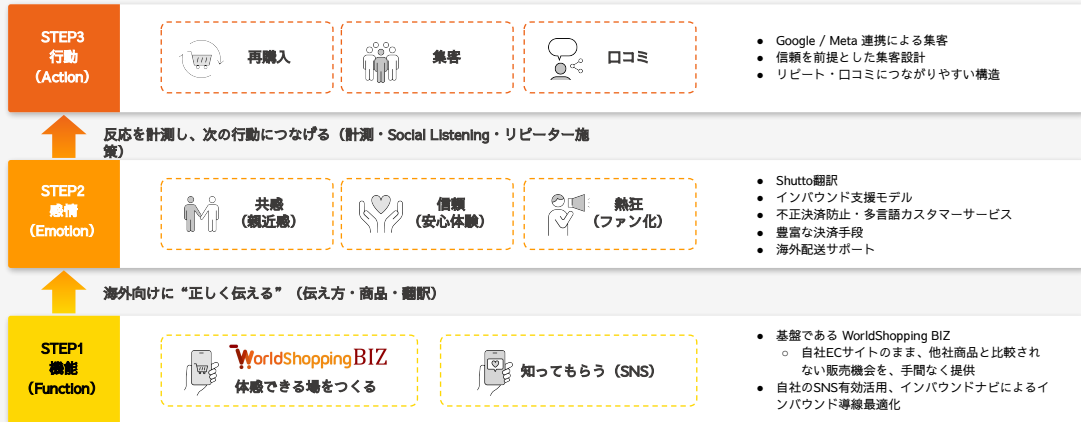 STEP3
行動
（Action）
再購入
集客
口コミ
● Google / Meta 連携による集客
● 信頼を前提とした集客設計
● リピート・口コミにつながりやすい構造
反応を計測し、次の行動につなげる（計測・Social Listening・リピーター施
策）
STEP2
感情
（Emotion）
共感
（親近感）
信頼
（安心体験）
熱狂
（ファン化）
● Shutto翻訳
● インバウンド支援モデル
● 不正決済防止・多言語カスタマーサービス
● 豊富な決済手段
● 海外配送サポート
海外向けに“正しく伝える”（伝え方・商品・翻訳）
STEP1
機能
（Function）
WorldShopping BIZ
体感できる場をつくる
知ってもらう（SNS）
● 基盤である WorldShopping BIZ
○ 自社ECサイトのまま、他社商品と比較され
ない販売機会を、手間なく提供
● 自社のSNS有効活用、インバウンドナビによるイ
ンバウンド導線最適化